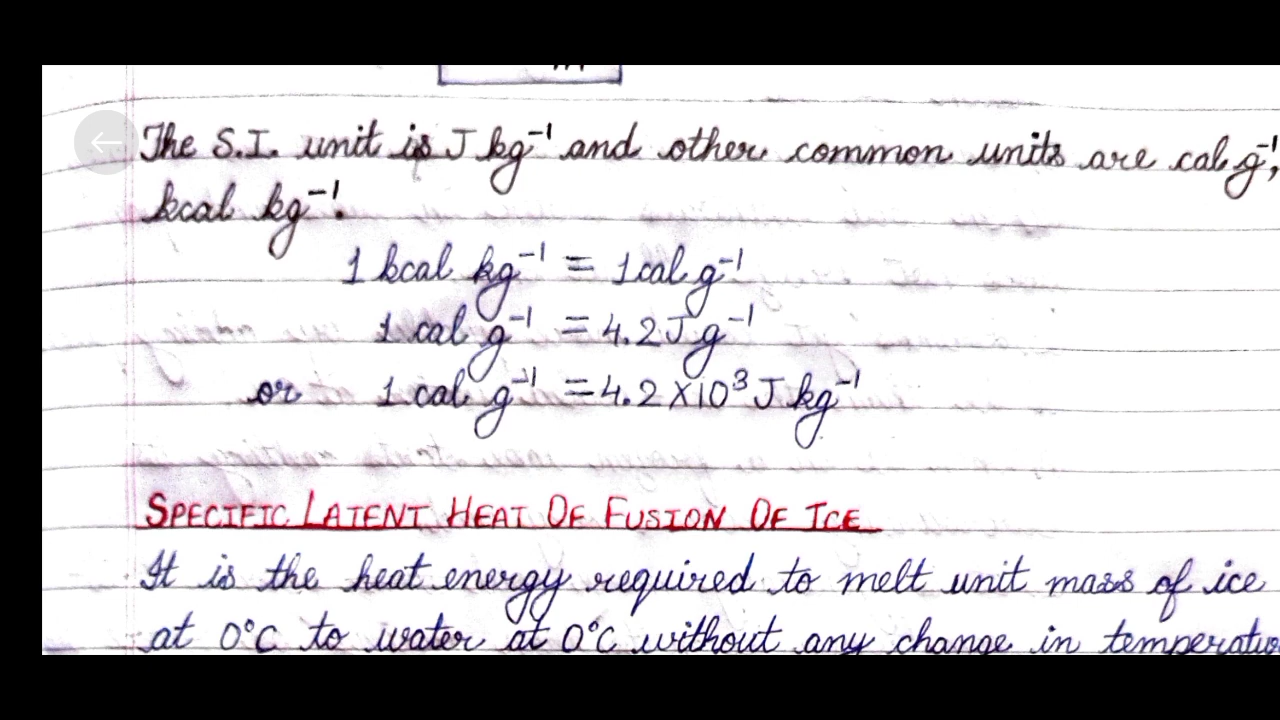 The S.I. unit is J kg⁻¹ and other common units are cal g⁻¹,
kcal kg⁻¹.
1 kcal kg⁻¹ = 1 cal g⁻¹
1 cal g⁻¹ = 4.2 J g⁻¹
or 1 cal g⁻¹ = 4.2 X10³ J kg⁻¹
SPECIFIC LATENT HEAT OF FUSION OF ICE
It is the heat energy required to melt unit mass of ice
at 0°C to water at 0°C without any change in